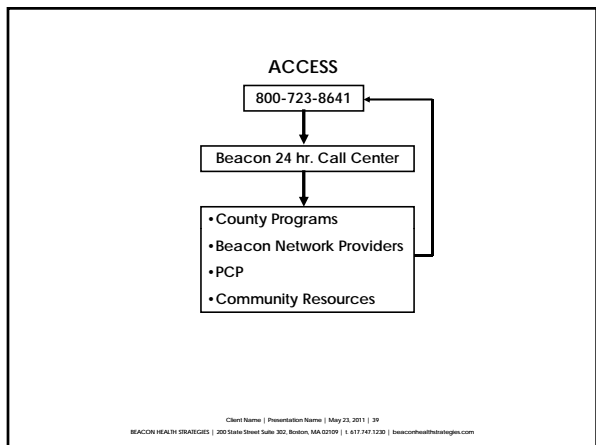 ACCESS
800-723-8641
Beacon 24 hr. Call Center
•County Programs
•Beacon Network Providers
•PCP
•Community Resources
Client Name | Presentation Name | May 23, 2011 | 39
BEACON HEALTH STRATEGIES | 200 State Street Suite 302, Boston, MA 02109 | t. 617.747.1230 | beaconhealthstrategies.com